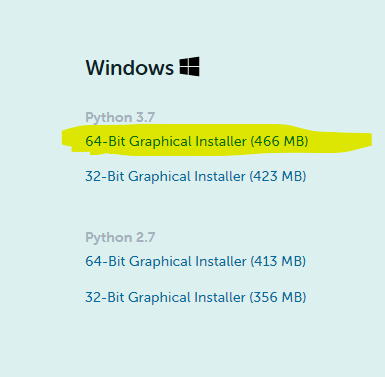 Windows
Python 3.7
64-Bit Graphical Installer (466 MB)
32-Bit Graphical Installer (423 MB)
Python 2.7
64-Bit Graphical Installer (413 MB)
32-Bit Graphical Installer (356 MB)